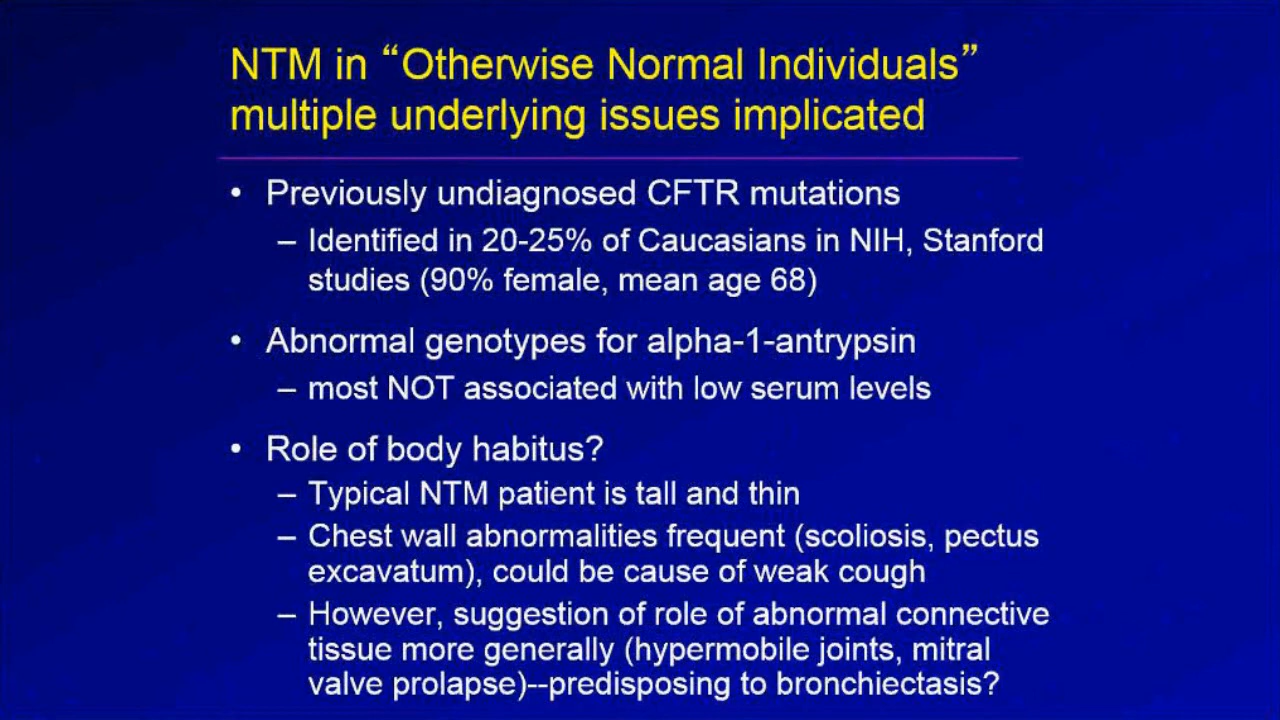 NTM in “Otherwise Normal Individuals”
multiple underlying issues implicated
• Previously undiagnosed CFTR mutations
– Identified in 20-25% of Caucasians in NIH, Stanford
studies (90% female, mean age 68)
• Abnormal genotypes for alpha-1-antrypsin
– most NOT associated with low serum levels
• Role of body habitus?
– Typical NTM patient is tall and thin
– Chest wall abnormalities frequent (scoliosis, pectus
excavatum), could be cause of weak cough
– However, suggestion of role of abnormal connective
tissue more generally (hypermobile joints, mitral
valve prolapse)--predisposing to bronchiectasis?